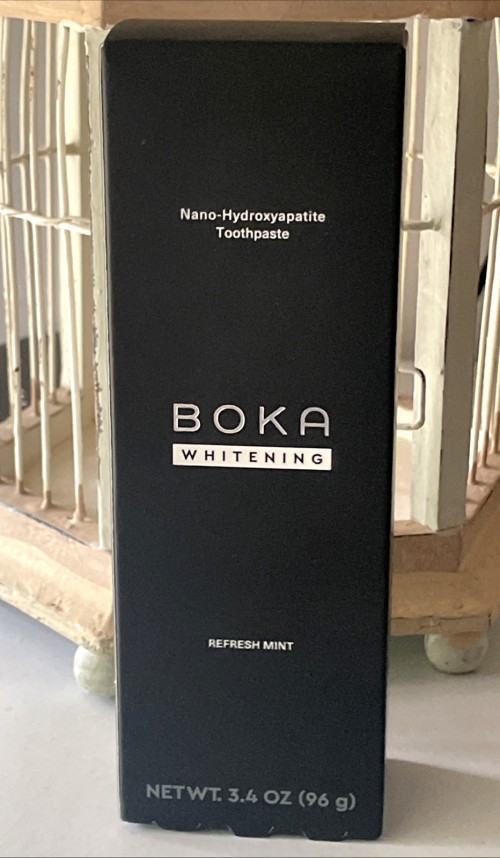 Nano-Hydroxyapatite
Toothpaste
BOKA
WHITENING
REFRESH MINT
NET WT. 3.4 OZ (96 g)